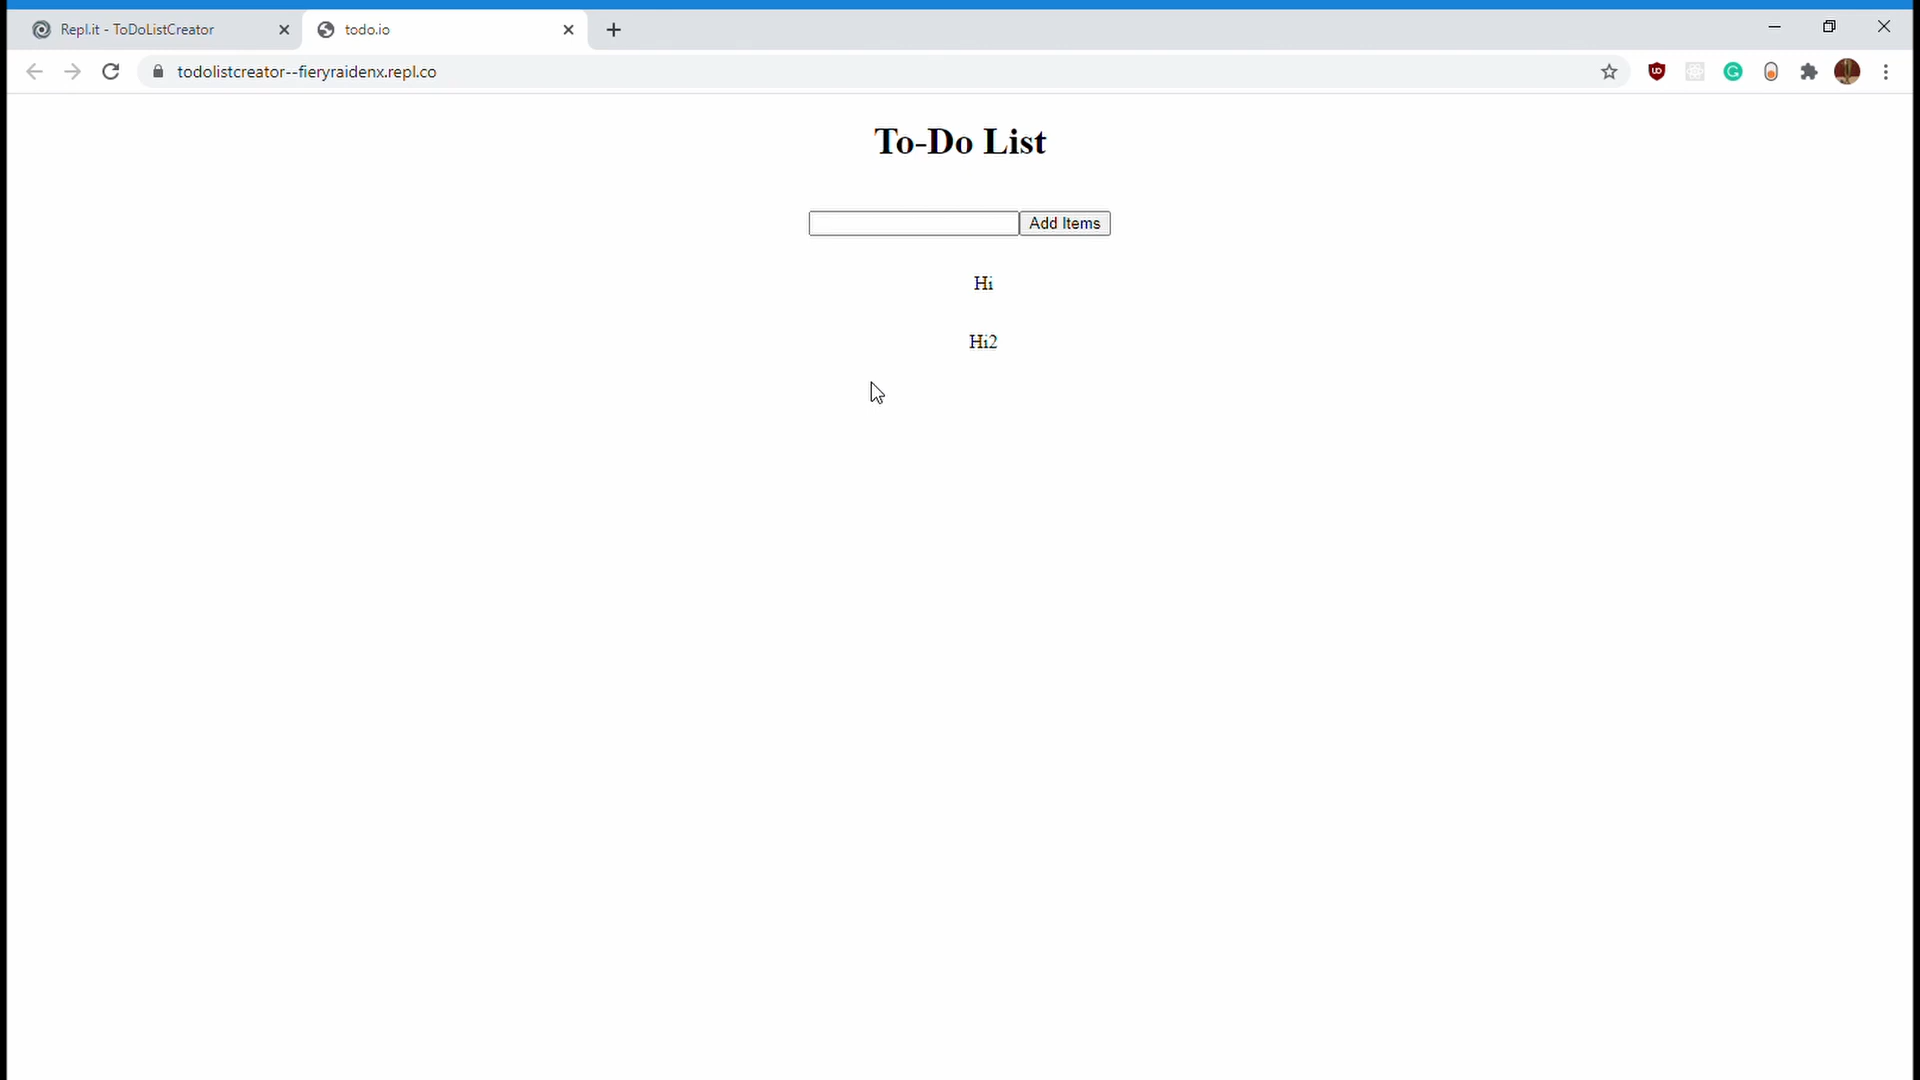 Repl.it - ToDoListCreator
todo.io
todolistcreator--fieryraidenx.repl.co
To-Do List
Add Items
Hi
Hi2